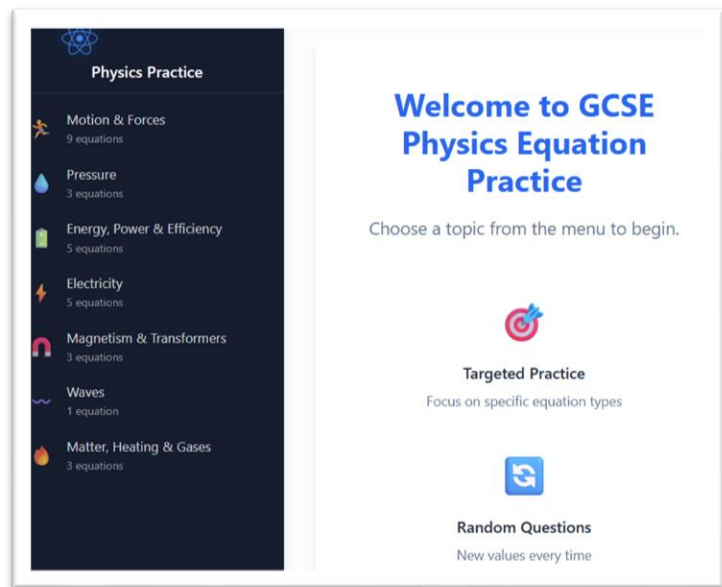 Physics Practice
Motion & Forces
9 equations
Pressure
3 equations
Energy, Power & Efficiency
5 equations
Electricity
5 equations
Magnetism & Transformers
3 equations
Waves
1 equation
Matter, Heating & Gases
3 equations
Welcome to GCSE
Physics Equation
Practice
Choose a topic from the menu to begin.
Targeted Practice
Focus on specific equation types
Random Questions
New values every time